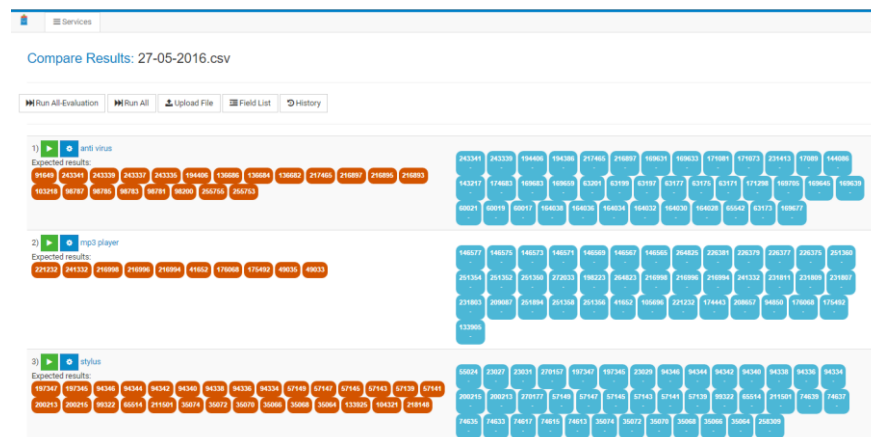 Services
Compare Results: 27-05-2016.csv
Run All-Evaluation Run All Upload File Field List History
1) anti virus
Expected results:
91649 243341 243339 243337 243335 194406 136686 136684 136682 217465 216897 216895 216893
103218 98787 98785 98783 98781 98200 255755 255753
243341 243339 194406 194386 217465 216897 169631 169633 171081 171073 231413 17089 144086
143217 174683 169683 169659 63201 63199 63197 63177 63175 63171 171298 169705 169645 169639
60021 60019 60017 164038 164036 164034 164032 164030 164028 65542 63173 169677
2) mp3 player
Expected results:
221232 241332 216998 216996 216994 41652 176068 175492 49035 49033
146577 146575 146573 146571 146569 146567 146565 264825 226381 226379 226377 226375 251360
251354 251352 251350 272033 198223 264823 216998 216996 216994 241332 231811 231809 231807
231803 209087 251894 251358 251356 41652 105696 221232 174443 208657 94850 176068 175492
133905
3) stylus
Expected results:
197347 197345 94346 94344 94342 94340 94338 94336 94334 57149 57147 57145 57143 57139 57141
200213 200215 99322 65514 211501 35074 35072 35070 35066 35068 35064 133925 104321 218148
55024 23027 23031 270157 197347 197345 23029 94346 94344 94342 94340 94338 94336 94334
200215 200213 270177 57149 57147 57145 57143 57141 57139 99322 65514 211501 74639 74637
74635 74633 74617 74615 74613 35074 35072 35070 35068 35066 35064 258309